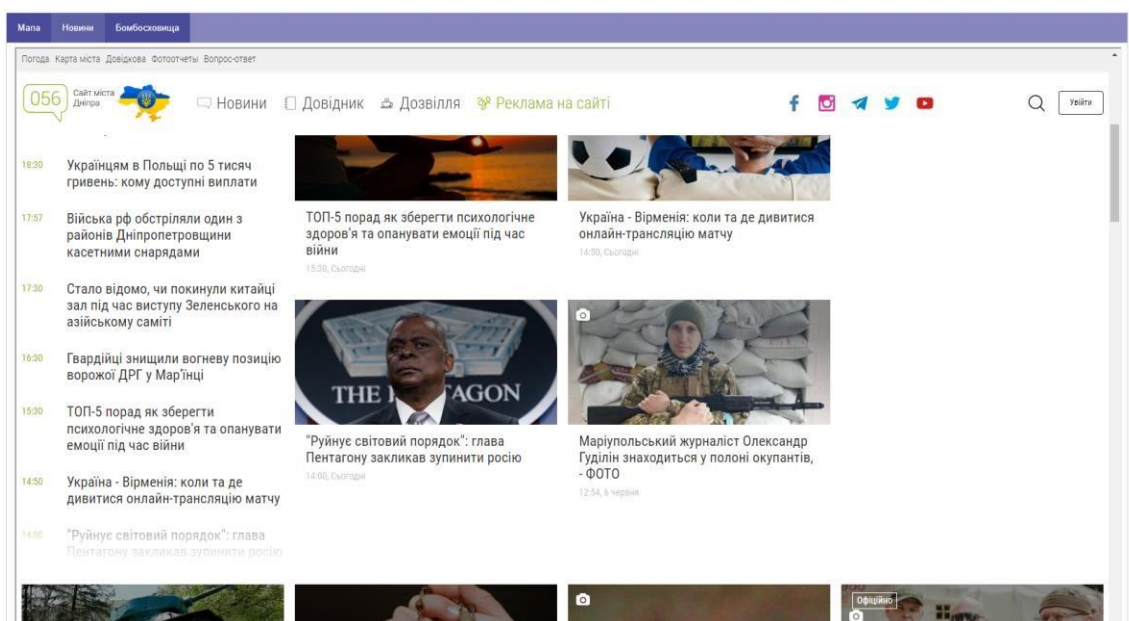 Мапа Новини Бомбосховища
Погода Карта міста Довідкова Фотоотчеты Вопрос-ответ
056 Сайт міста
Дніпра
Новини Довідник Дозвілля Реклама на сайті
Увійти
18:30 Українцям в Польщі по 5 тисяч
гривень: кому доступні виплати
17:57 Війська рф обстріляли один з
районів Дніпропетровщини
касетними снарядами
17:30 Стало відомо, чи покинули китайці
зал під час виступу Зеленського на
азійському саміті
16:30 Гвардійці знищили вогневу позицію
ворожої ДРГ у Мар'їнці
15:30 ТОП-5 порад як зберегти
психологічне здоров'я та опанувати
емоції під час війни
14:50 Україна - Вірменія: коли та де
дивитися онлайн-трансляцію матчу
14:00 "Руйнує світовий порядок": глава
Пентагону закликав зупинити росію
ТОП-5 порад як зберегти психологічне
здоров'я та опанувати емоції під час
війни
15:30, Сьогодні
Україна - Вірменія: коли та де дивитися
онлайн-трансляцію матчу
14:50, Сьогодні
THE PENTAGON
"Руйнує світовий порядок": глава
Пентагону закликав зупинити росію
14:00, Сьогодні
Маріупольський журналіст Олександр
Гуділін знаходиться у полоні окупантів,
- ФОТО
12:54, 6 червня
Офіційно